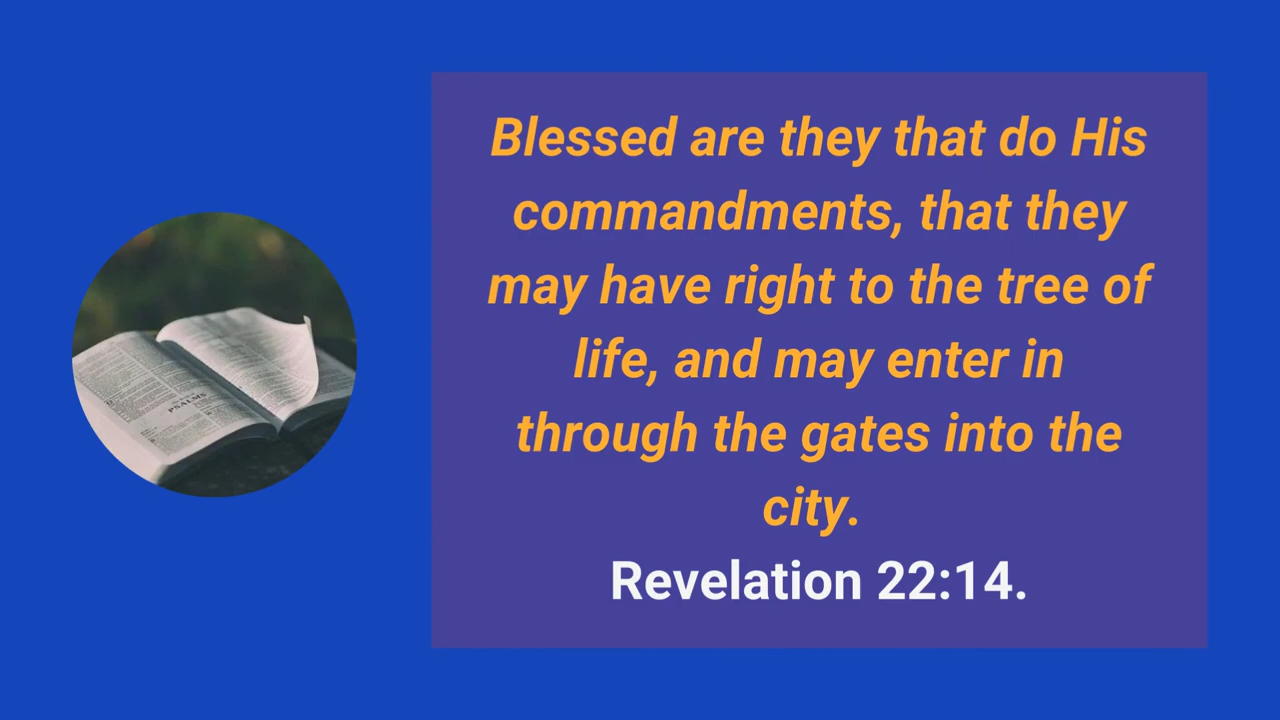 Blessed are they that do His
commandments, that they
may have right to the tree of
life, and may enter in
through the gates into the
city.
Revelation 22:14.
PSALMS